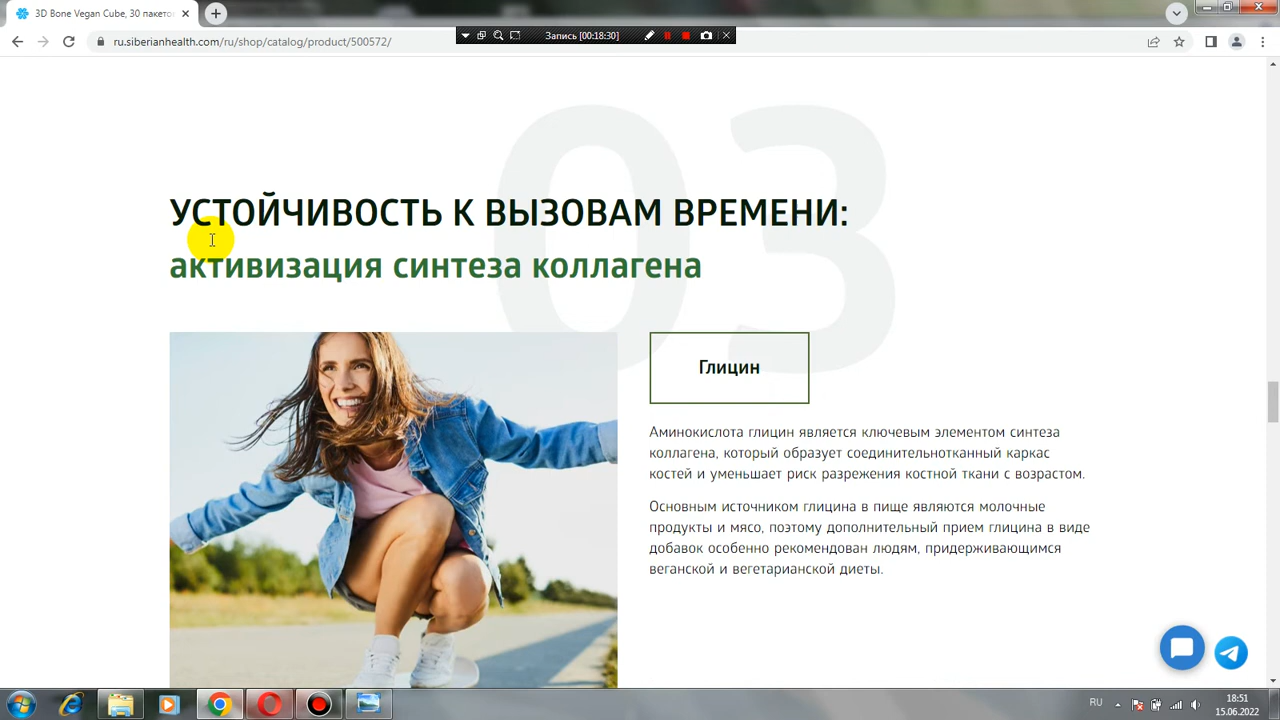 3D Bone Vegan Cube, 30 пакето
ru.siberianhealth.com/ru/shop/catalog/product/500572/
Запись [00:18:30]
03
УСТОЙЧИВОСТЬ К ВЫЗОВАМ ВРЕМЕНИ:
активизация синтеза коллагена
Глицин
Аминокислота глицин является ключевым элементом синтеза
коллагена, который образует соединительнотканный каркас
костей и уменьшает риск разрежения костной ткани с возрастом.
Основным источником глицина в пище являются молочные
продукты и мясо, поэтому дополнительный прием глицина в виде
добавок особенно рекомендован людям, придерживающимся
веганской и вегетарианской диеты.
RU
18:51
15.06.2022